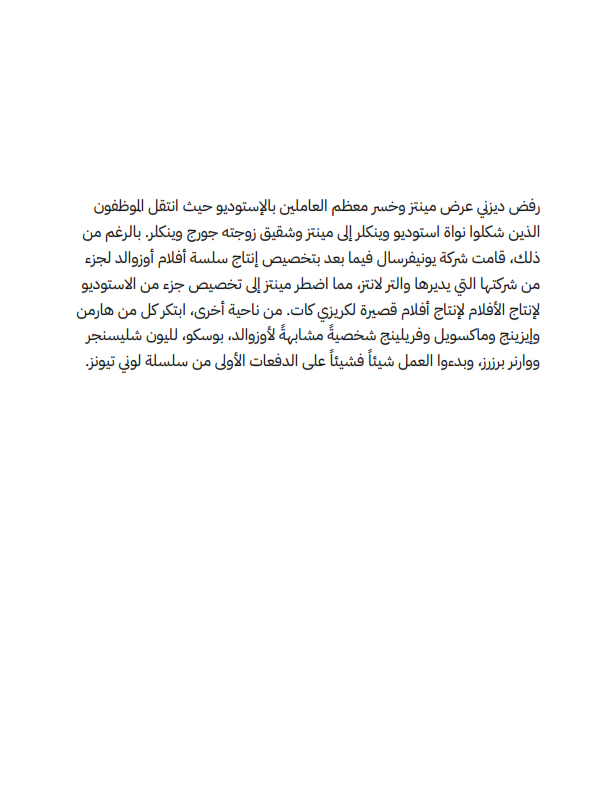 رفض ديزني عرض مينتز وخسر معظم العاملين بالإستوديو حيث انتقل الموظفون
الذين شكلوا نواة استوديو وينكلر إلى مينتز وشقيق زوجته جورج وينكلر. بالرغم من
ذلك، قامت شركة يونيفرسال فيما بعد بتخصيص إنتاج سلسة أفلام أوزوالد لجزء
من شركتها التي يديرها والتر لانتز، مما اضطر مينتز إلى تخصيص جزء من الاستوديو
لإنتاج الأفلام لإنتاج أفلام قصيرة لكريزي كات. من ناحية أخرى، ابتكر كل من هارمن
وإيزينج وماكسويل وفريلينج شخصيةً مشابهةً لأوزوالد، بوسكو، لليون شليسنجر
ووارنر برزرز، وبدءوا العمل شيئاً فشيئاً على الدفعات الأولى من سلسلة لوني تيونز.